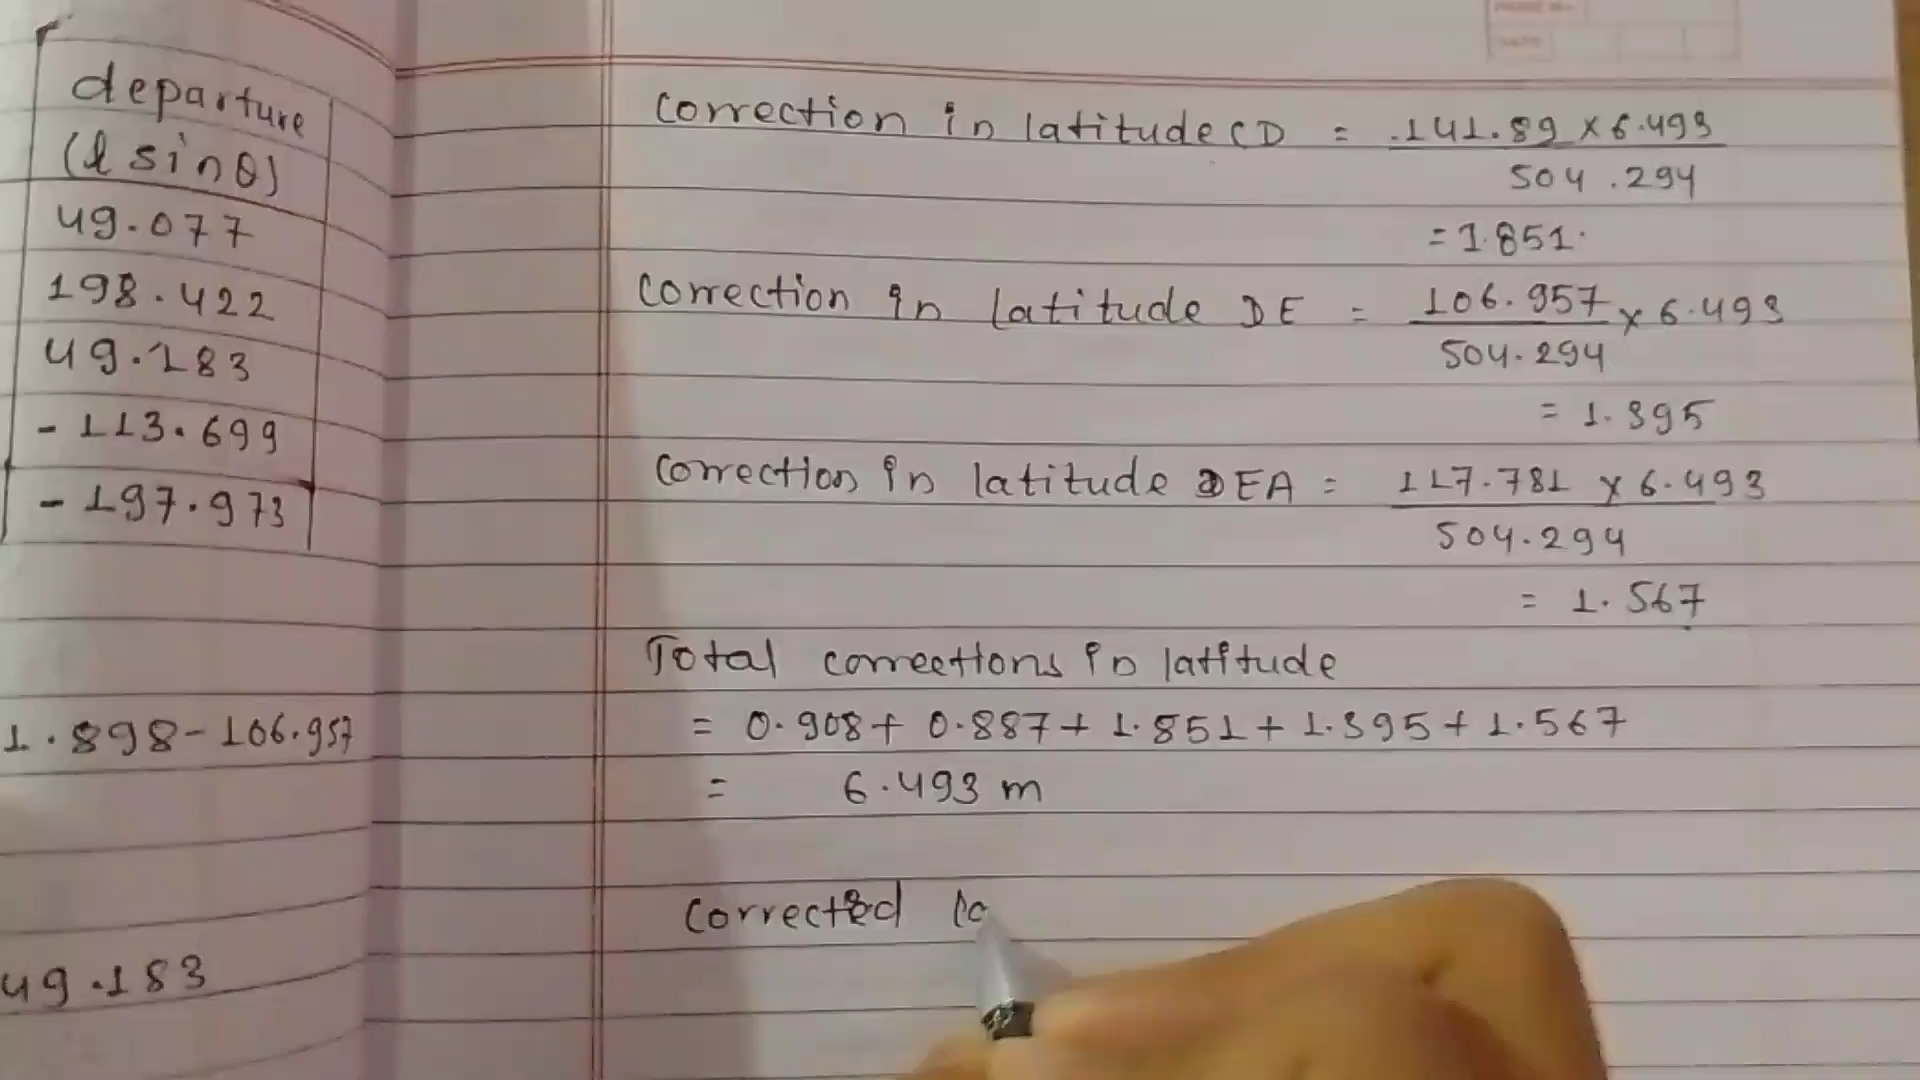 departure
(l sinθ)
49.077
198.422
49.183
- 113.699
- 197.973
1.898 - 106.957
49.183
Correction in latitude CD = 141.89 × 6.493
504.294
= 1.851
Correction in latitude DE = 106.957 × 6.493
504.294
= 1.395
Correction in latitude EA = 117.781 × 6.493
504.294
= 1.567
Total corrections in latitude
= 0.908 + 0.887 + 1.851 + 1.395 + 1.567
= 6.493 m
Corrected la